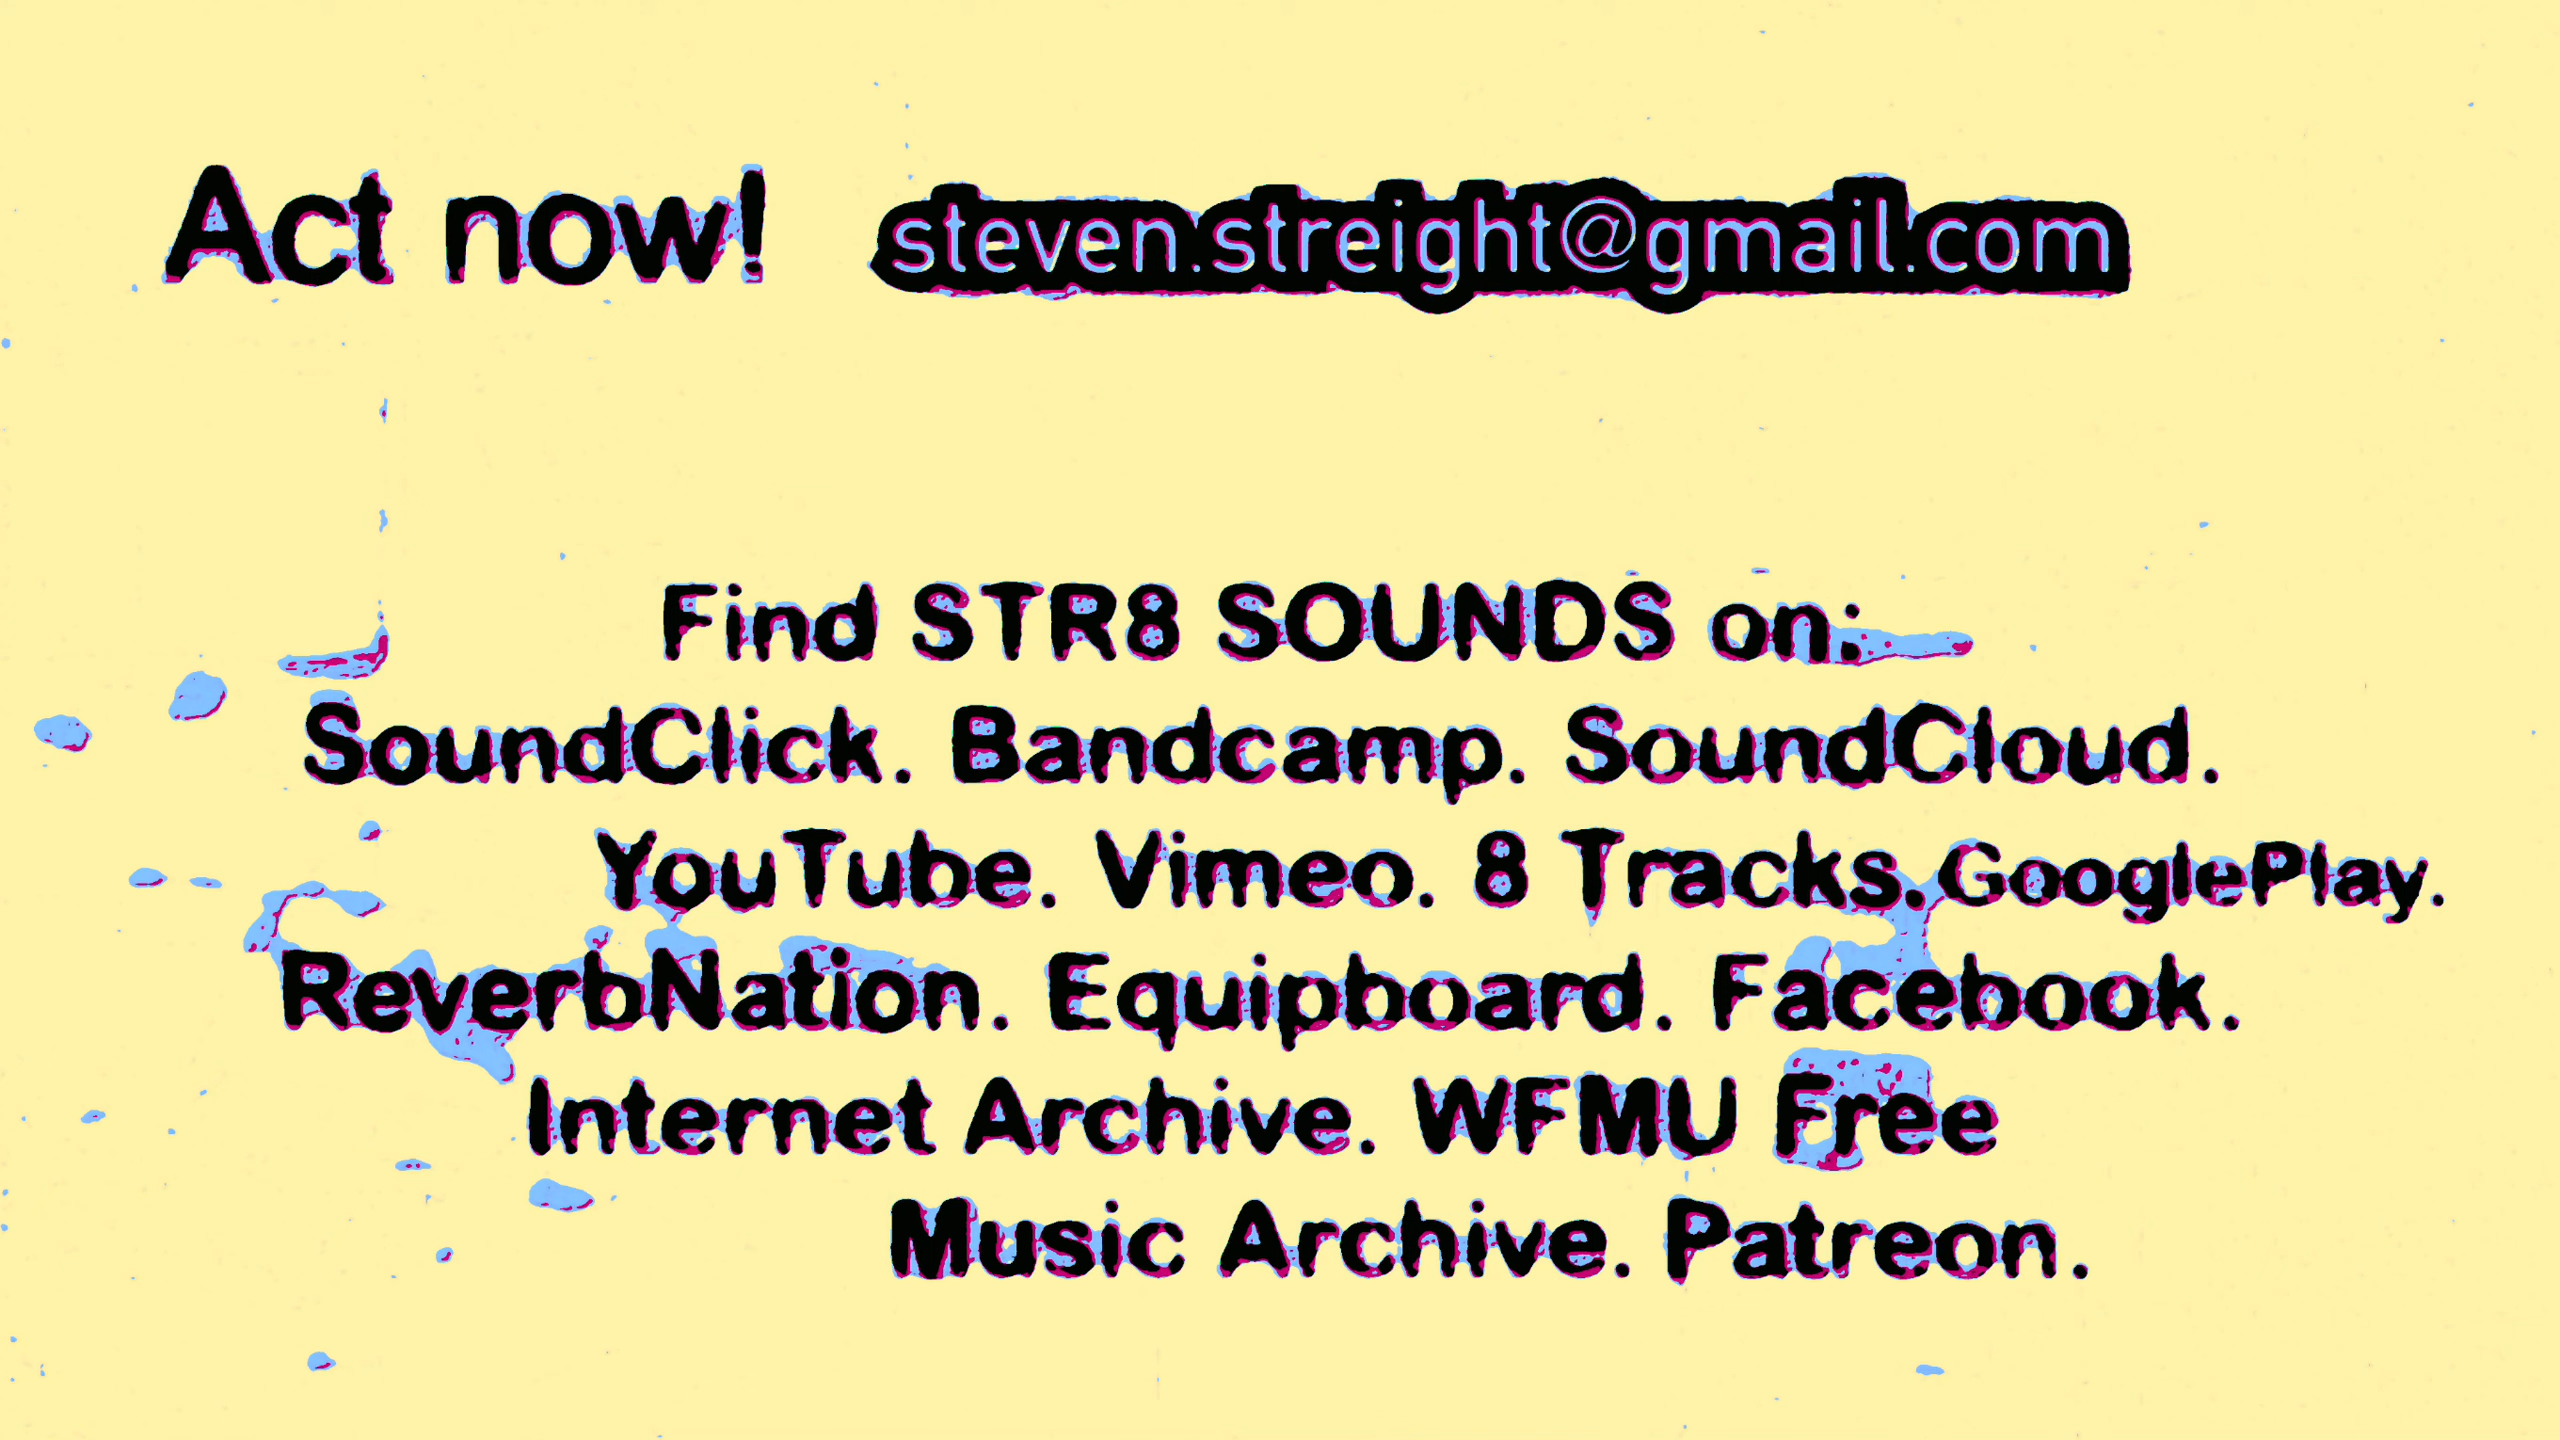 Act now! steven.streight@gmail.com
Find STR8 SOUNDS on:
SoundClick. Bandcamp. SoundCloud.
YouTube. Vimeo. 8 Tracks. GooglePlay.
ReverbNation. Equipboard. Facebook.
Internet Archive. WFMU Free
Music Archive. Patreon.